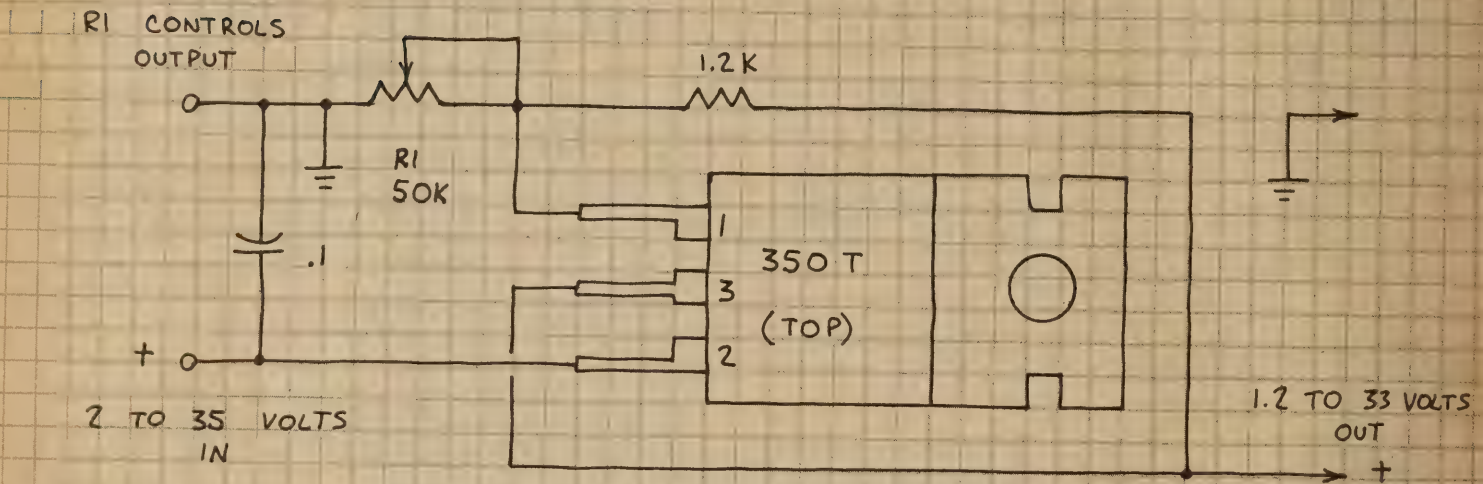 R1 CONTROLS
OUTPUT
1.2K
R1
50K
.1
1
350 T
3
(TOP)
2
+
2 TO 35 VOLTS
IN
1.2 TO 33 VOLTS
OUT
+